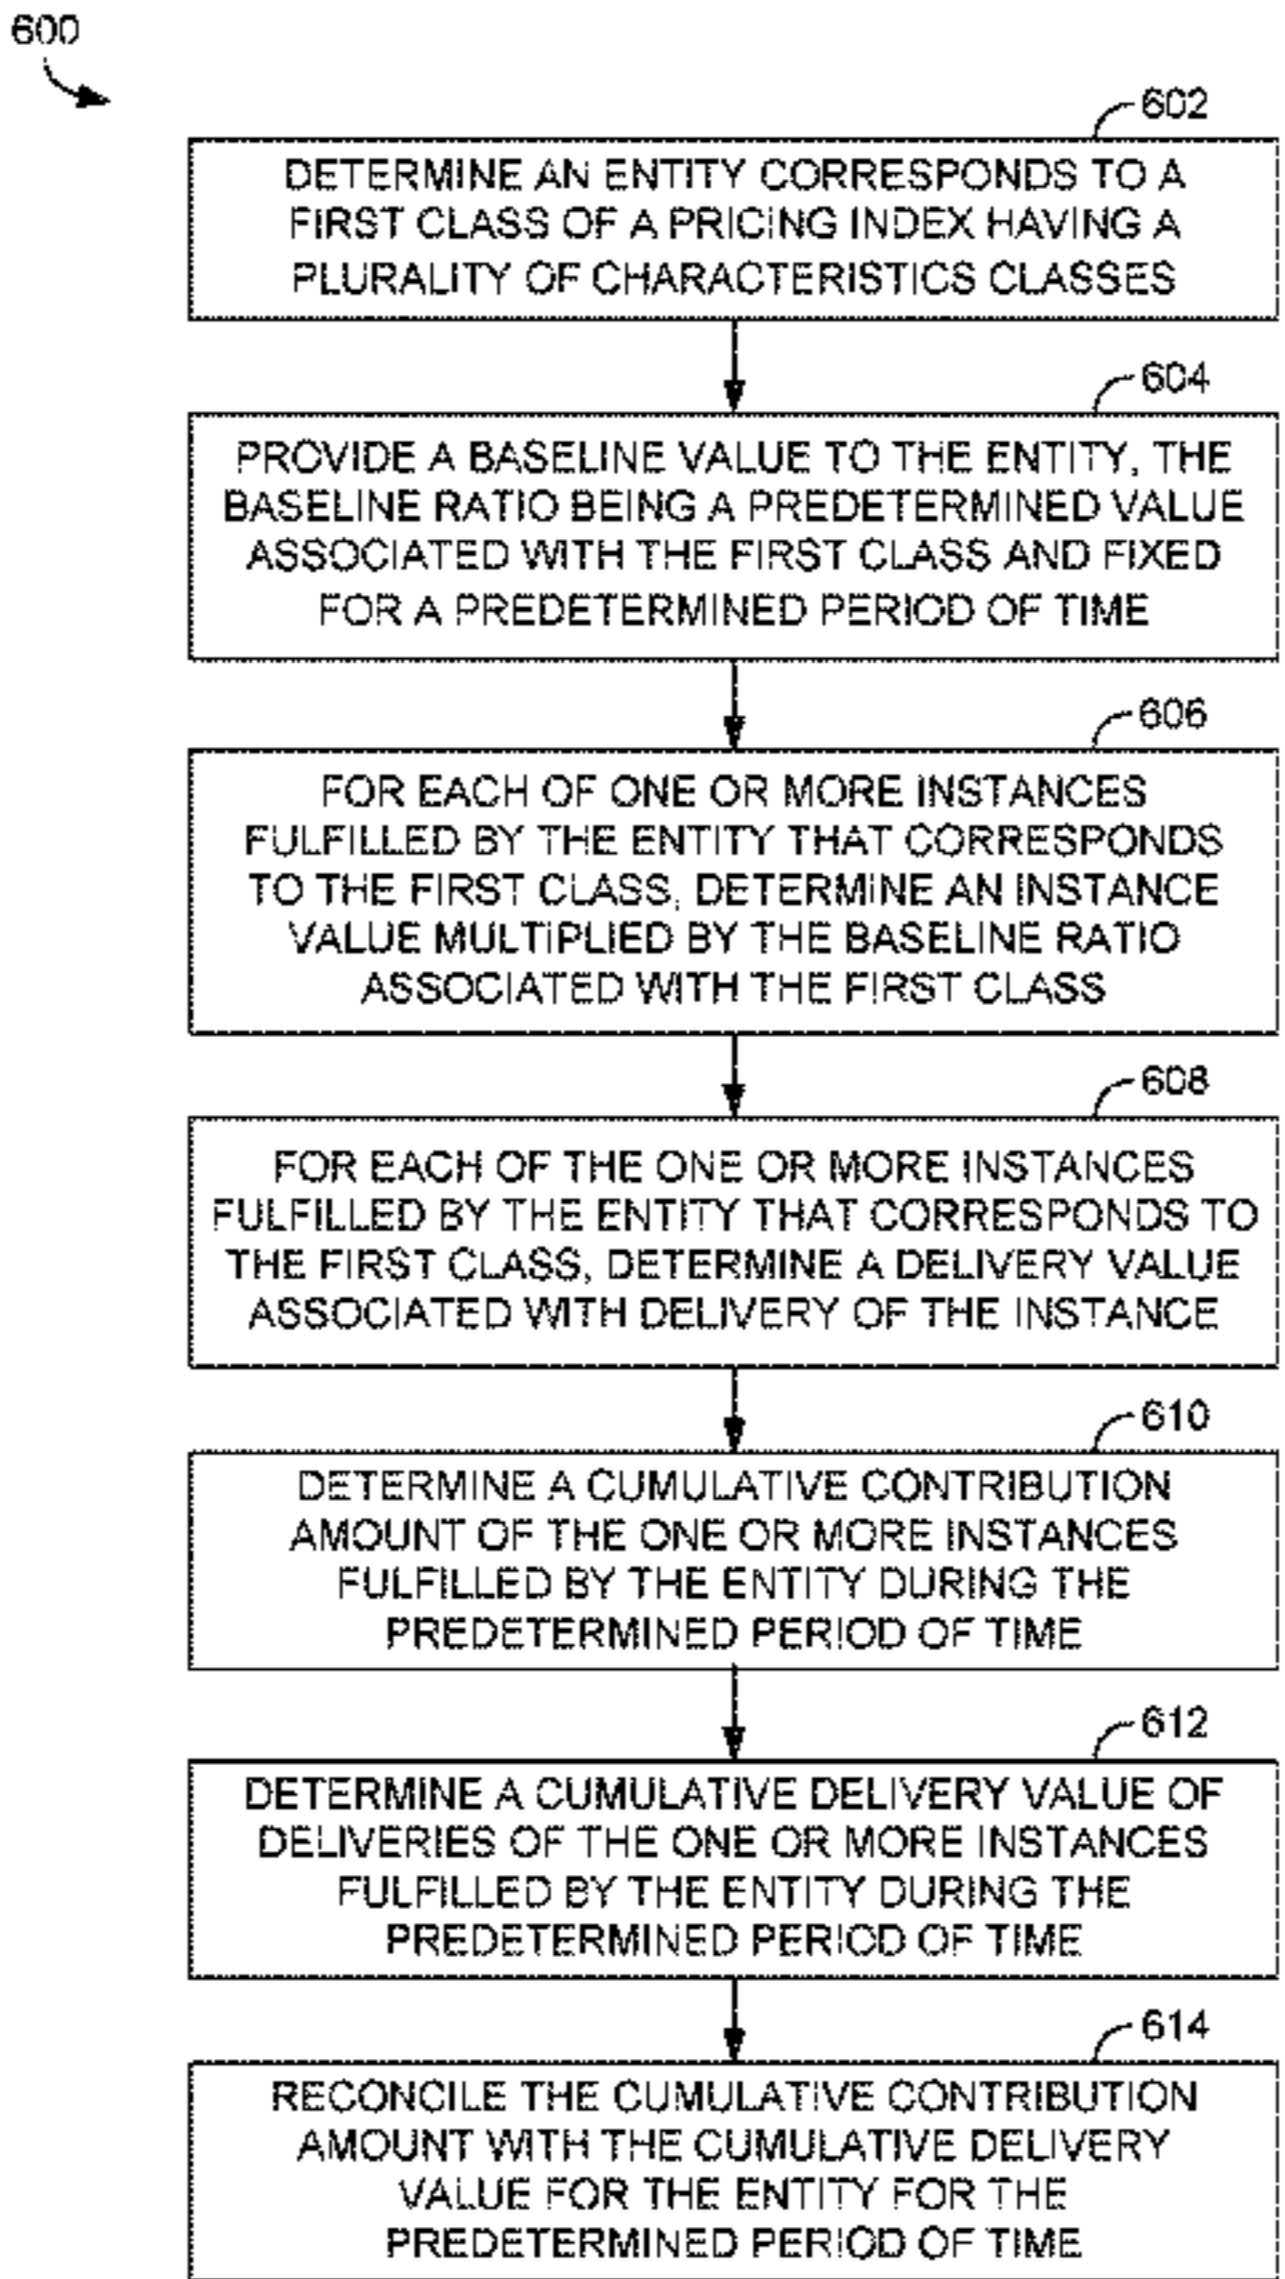 600
602
DETERMINE AN ENTITY CORRESPONDS TO A
FIRST CLASS OF A PRICING INDEX HAVING A
PLURALITY OF CHARACTERISTICS CLASSES
604
PROVIDE A BASELINE VALUE TO THE ENTITY, THE
BASELINE RATIO BEING A PREDETERMINED VALUE
ASSOCIATED WITH THE FIRST CLASS AND FIXED
FOR A PREDETERMINED PERIOD OF TIME
606
FOR EACH OF ONE OR MORE INSTANCES
FULFILLED BY THE ENTITY THAT CORRESPONDS
TO THE FIRST CLASS, DETERMINE AN INSTANCE
VALUE MULTIPLIED BY THE BASELINE RATIO
ASSOCIATED WITH THE FIRST CLASS
608
FOR EACH OF THE ONE OR MORE INSTANCES
FULFILLED BY THE ENTITY THAT CORRESPONDS TO
THE FIRST CLASS, DETERMINE A DELIVERY VALUE
ASSOCIATED WITH DELIVERY OF THE INSTANCE
610
DETERMINE A CUMULATIVE CONTRIBUTION
AMOUNT OF THE ONE OR MORE INSTANCES
FULFILLED BY THE ENTITY DURING THE
PREDETERMINED PERIOD OF TIME
612
DETERMINE A CUMULATIVE DELIVERY VALUE OF
DELIVERIES OF THE ONE OR MORE INSTANCES
FULFILLED BY THE ENTITY DURING THE
PREDETERMINED PERIOD OF TIME
614
RECONCILE THE CUMULATIVE CONTRIBUTION
AMOUNT WITH THE CUMULATIVE DELIVERY
VALUE FOR THE ENTITY FOR THE
PREDETERMINED PERIOD OF TIME